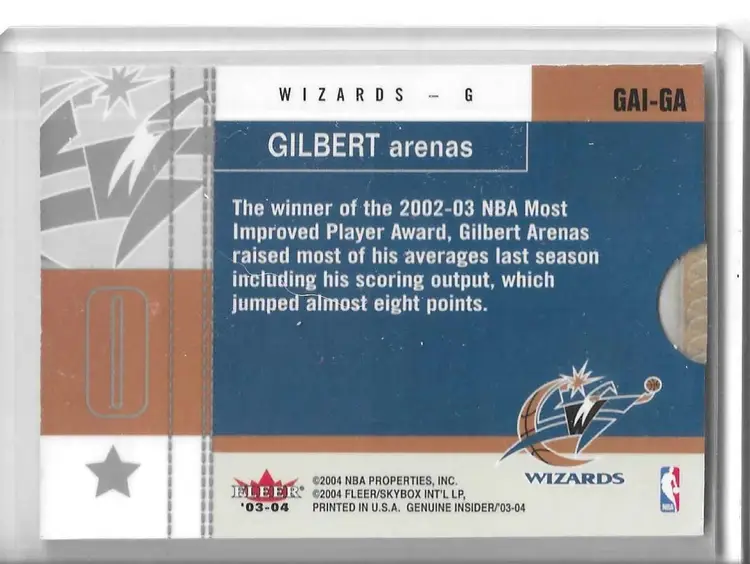 WIZARDS – G
GAI-GA
GILBERT arenas
The winner of the 2002-03 NBA Most
Improved Player Award, Gilbert Arenas
raised most of his averages last season
including his scoring output, which
jumped almost eight points.
0
W
WIZARDS
FLEER
'03-04
©2004 NBA PROPERTIES, INC.
©2004 FLEER/SKYBOX INT'L LP,
PRINTED IN U.S.A. GENUINE INSIDER/'03-04
NBA